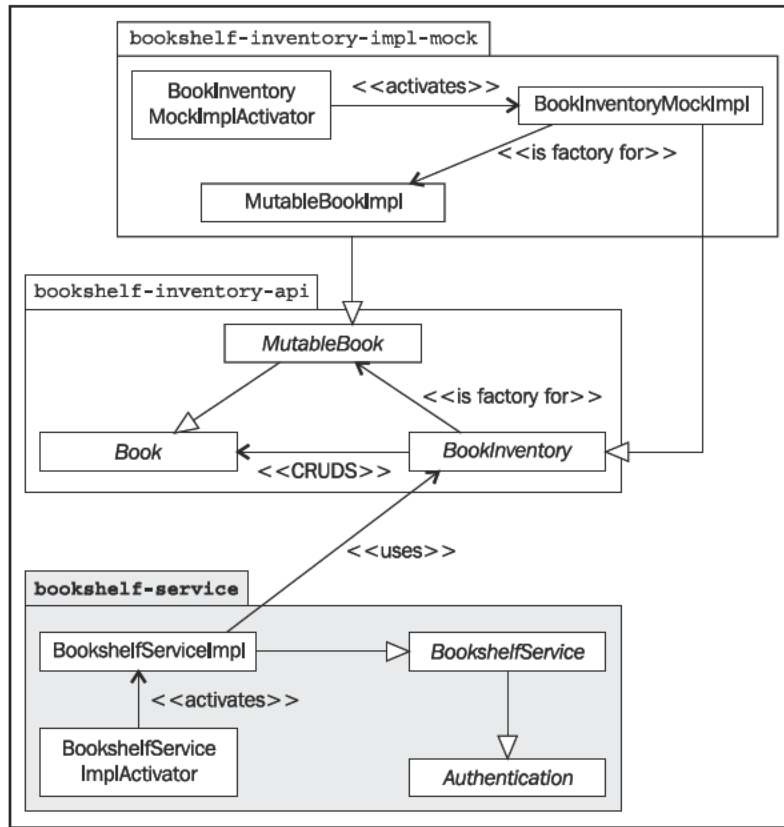 bookshelf-inventory-impl-mock
BookInventory
MockImplActivator
<<activates>>
BookInventoryMockImpl
<<is factory for>>
MutableBookImpl
bookshelf-inventory-api
MutableBook
<<is factory for>>
Book
<<CRUDS>>
BookInventory
<<uses>>
bookshelf-service
BookshelfServiceImpl
BookshelfService
<<activates>>
BookshelfService
ImplActivator
Authentication